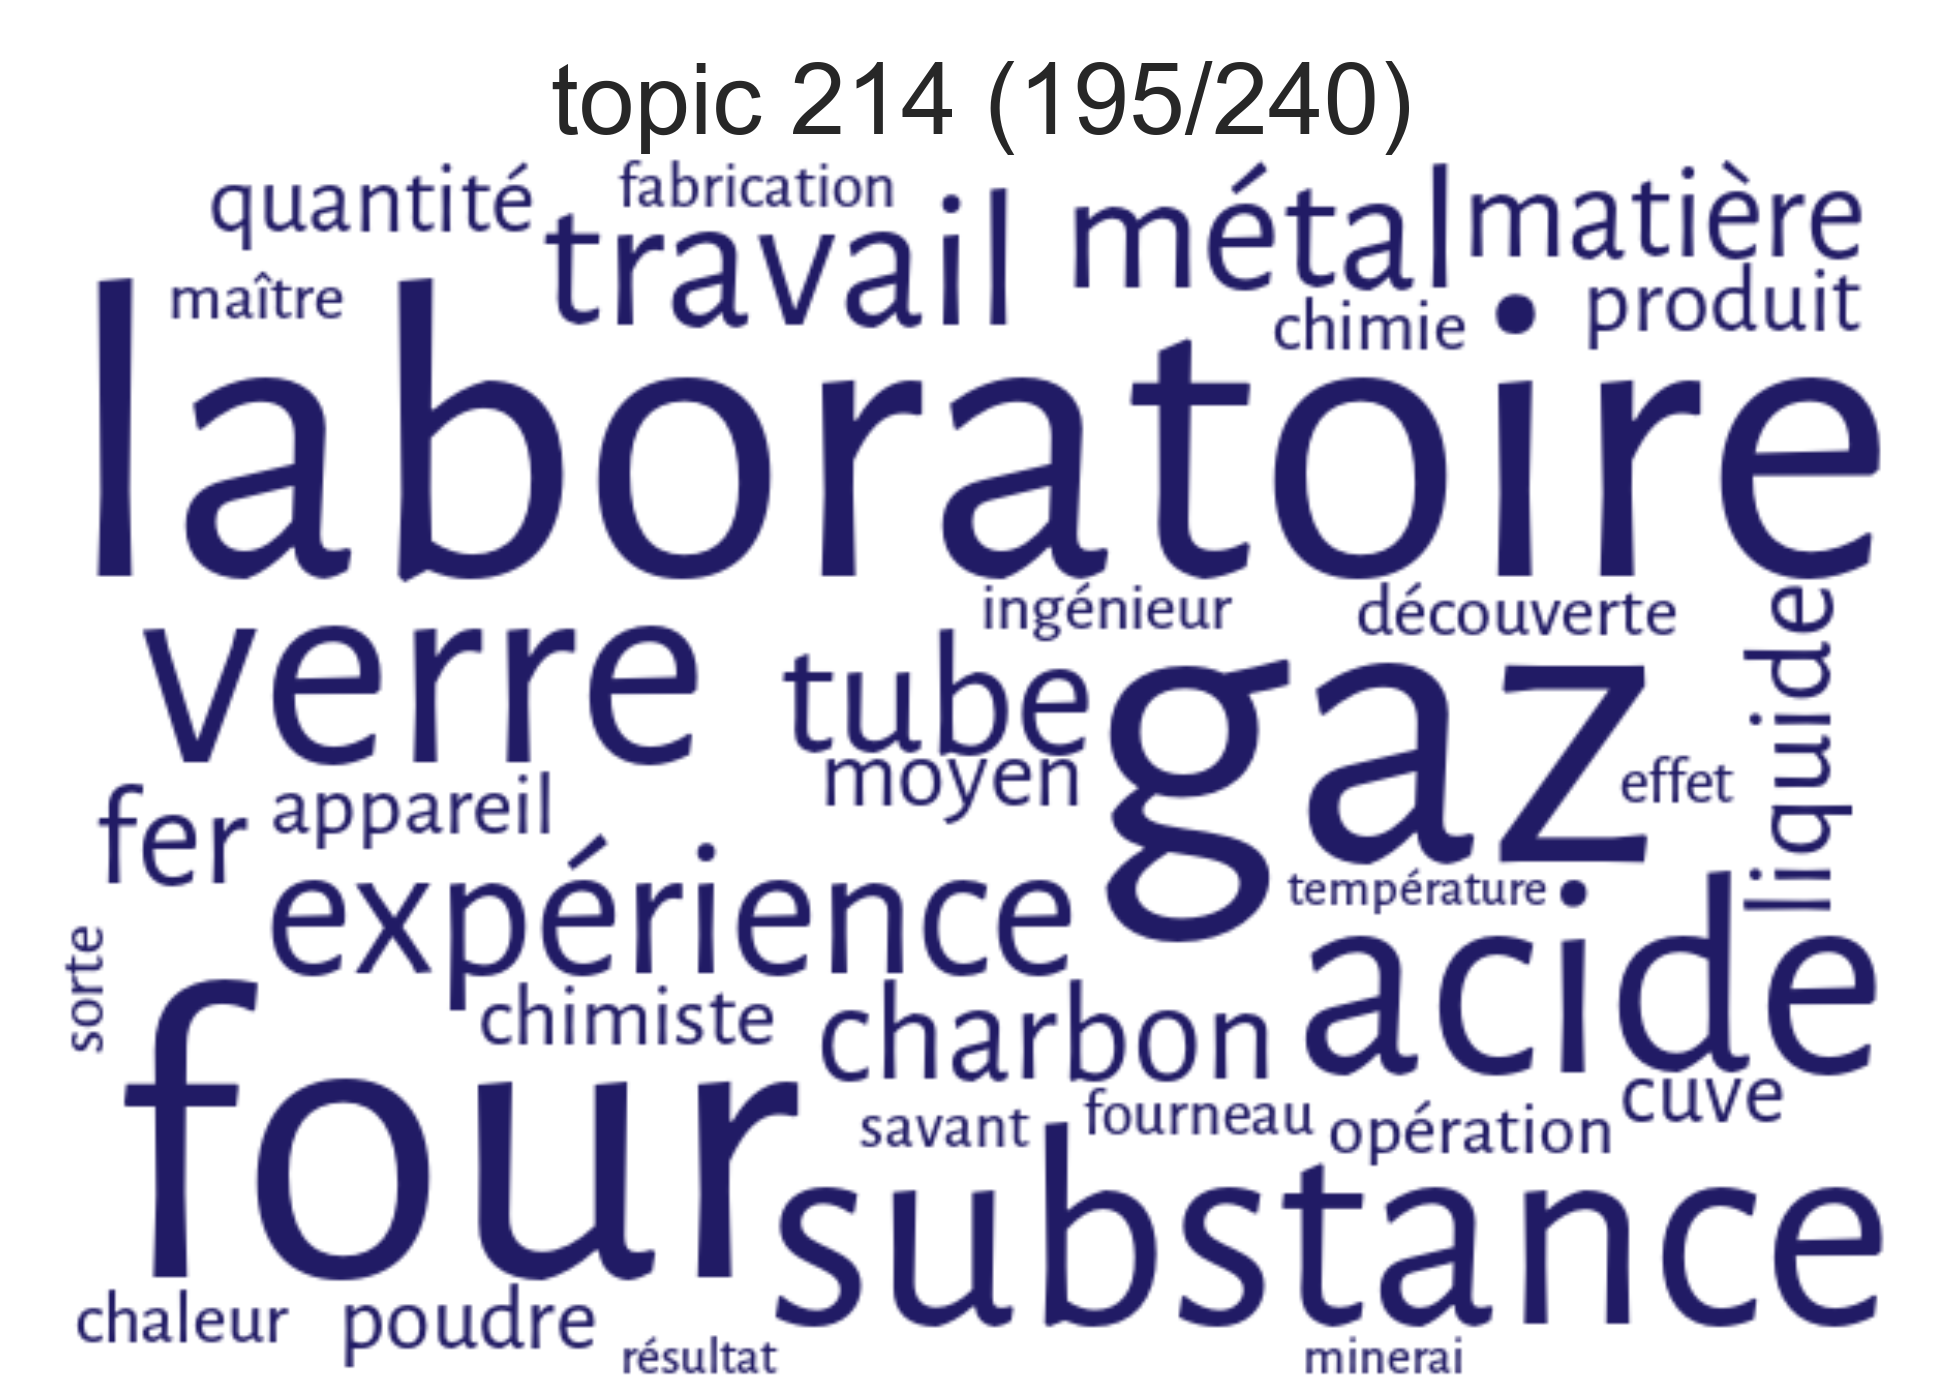 topic 214 (195/240)
quantité
fabrication
travail
métal
matière
maître
chimie
produit
laboratoire
ingénieur
découverte
liquide
verre
tube
gaz
moyen
effet
fer
appareil
expérience
température
acide
sorte
chimiste
charbon
four
savant
fourneau
opération
cuve
substance
chaleur
poudre
résultat
minerai